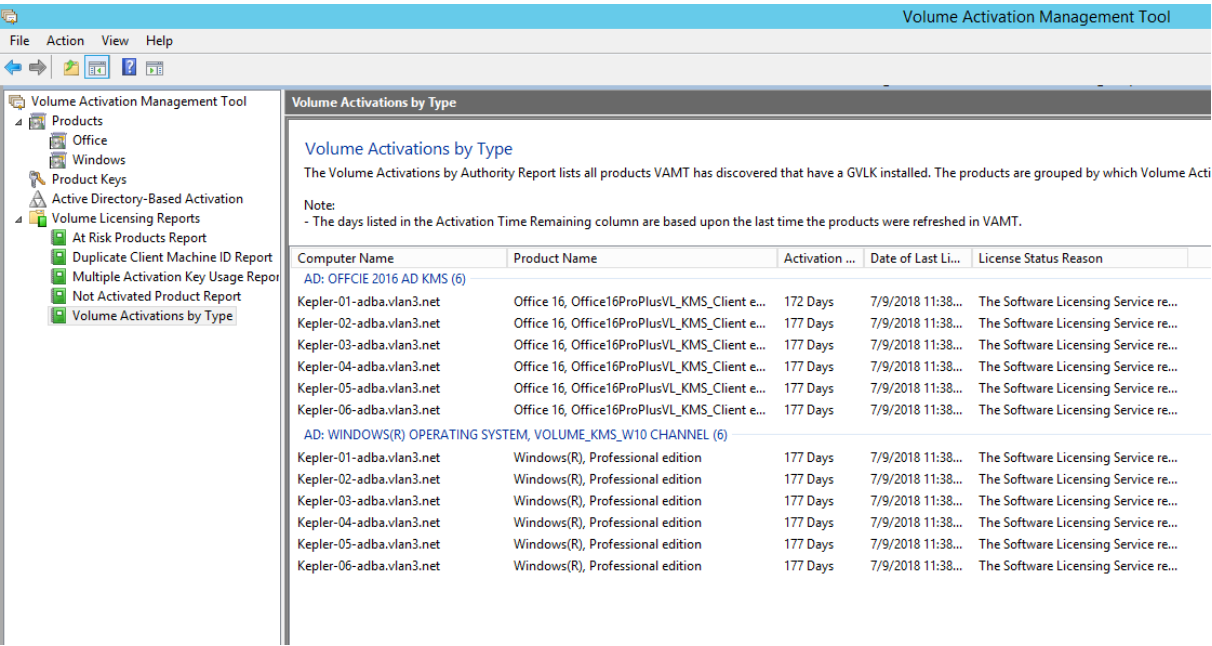 Volume Activation Management Tool
File Action View Help
Volume Activation Management Tool
Products
Office
Windows
Product Keys
Active Directory-Based Activation
Volume Licensing Reports
At Risk Products Report
Duplicate Client Machine ID Report
Multiple Activation Key Usage Repor
Not Activated Product Report
Volume Activations by Type
Volume Activations by Type
Volume Activations by Type
The Volume Activations by Authority Report lists all products VAMT has discovered that have a GVLK installed. The products are grouped by which Volume Acti
Note:
- The days listed in the Activation Time Remaining column are based upon the last time the products were refreshed in VAMT.
Computer Name Product Name Activation ... Date of Last Li... License Status Reason
AD: OFFCIE 2016 AD KMS (6)
Kepler-01-adba.vlan3.net Office 16, Office16ProPlusVL_KMS_Client e... 172 Days 7/9/2018 11:38... The Software Licensing Service re...
Kepler-02-adba.vlan3.net Office 16, Office16ProPlusVL_KMS_Client e... 177 Days 7/9/2018 11:38... The Software Licensing Service re...
Kepler-03-adba.vlan3.net Office 16, Office16ProPlusVL_KMS_Client e... 177 Days 7/9/2018 11:38... The Software Licensing Service re...
Kepler-04-adba.vlan3.net Office 16, Office16ProPlusVL_KMS_Client e... 177 Days 7/9/2018 11:38... The Software Licensing Service re...
Kepler-05-adba.vlan3.net Office 16, Office16ProPlusVL_KMS_Client e... 177 Days 7/9/2018 11:38... The Software Licensing Service re...
Kepler-06-adba.vlan3.net Office 16, Office16ProPlusVL_KMS_Client e... 177 Days 7/9/2018 11:38... The Software Licensing Service re...
AD: WINDOWS(R) OPERATING SYSTEM, VOLUME_KMS_W10 CHANNEL (6)
Kepler-01-adba.vlan3.net Windows(R), Professional edition 177 Days 7/9/2018 11:38... The Software Licensing Service re...
Kepler-02-adba.vlan3.net Windows(R), Professional edition 177 Days 7/9/2018 11:38... The Software Licensing Service re...
Kepler-03-adba.vlan3.net Windows(R), Professional edition 177 Days 7/9/2018 11:38... The Software Licensing Service re...
Kepler-04-adba.vlan3.net Windows(R), Professional edition 177 Days 7/9/2018 11:38... The Software Licensing Service re...
Kepler-05-adba.vlan3.net Windows(R), Professional edition 177 Days 7/9/2018 11:38... The Software Licensing Service re...
Kepler-06-adba.vlan3.net Windows(R), Professional edition 177 Days 7/9/2018 11:38... The Software Licensing Service re...